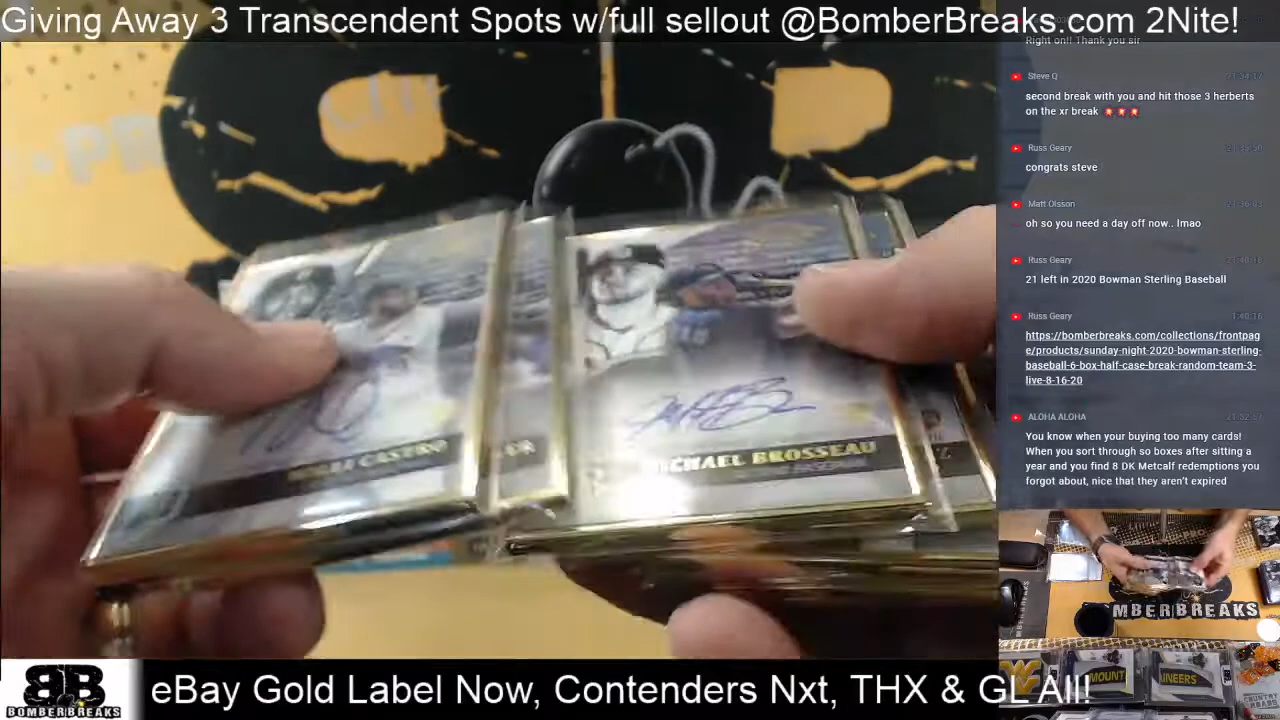 Giving Away 3 Transcendent Spots w/full sellout @BomberBreaks.com 2Nite!
Right on!! Thank you sir
Steve Q
second break with you and hit those 3 herberts
on the xr break
Russ Geary
congrats steve
Matt Olsson
oh so you need a day off now.. lmao
Russ Geary
21 left in 2020 Bowman Sterling Baseball
Russ Geary
https://bomberbreaks.com/collections/frontpag
e/products/sunday-night-2020-bowman-sterling-
baseball-6-box-half-case-break-random-team-3-
live-8-16-20
ALOHA ALOHA
You know when your buying too many cards!
When you sort through so boxes after sitting a
year and you find 8 DK Metcalf redemptions you
forgot about, nice that they aren't expired
CASTRO
MICHAEL BROSSEAU
MBERBREAKS
MOUNT
AINEERS
BB
BOMBERBREAKS
eBay Gold Label Now, Contenders Nxt, THX & GL All!